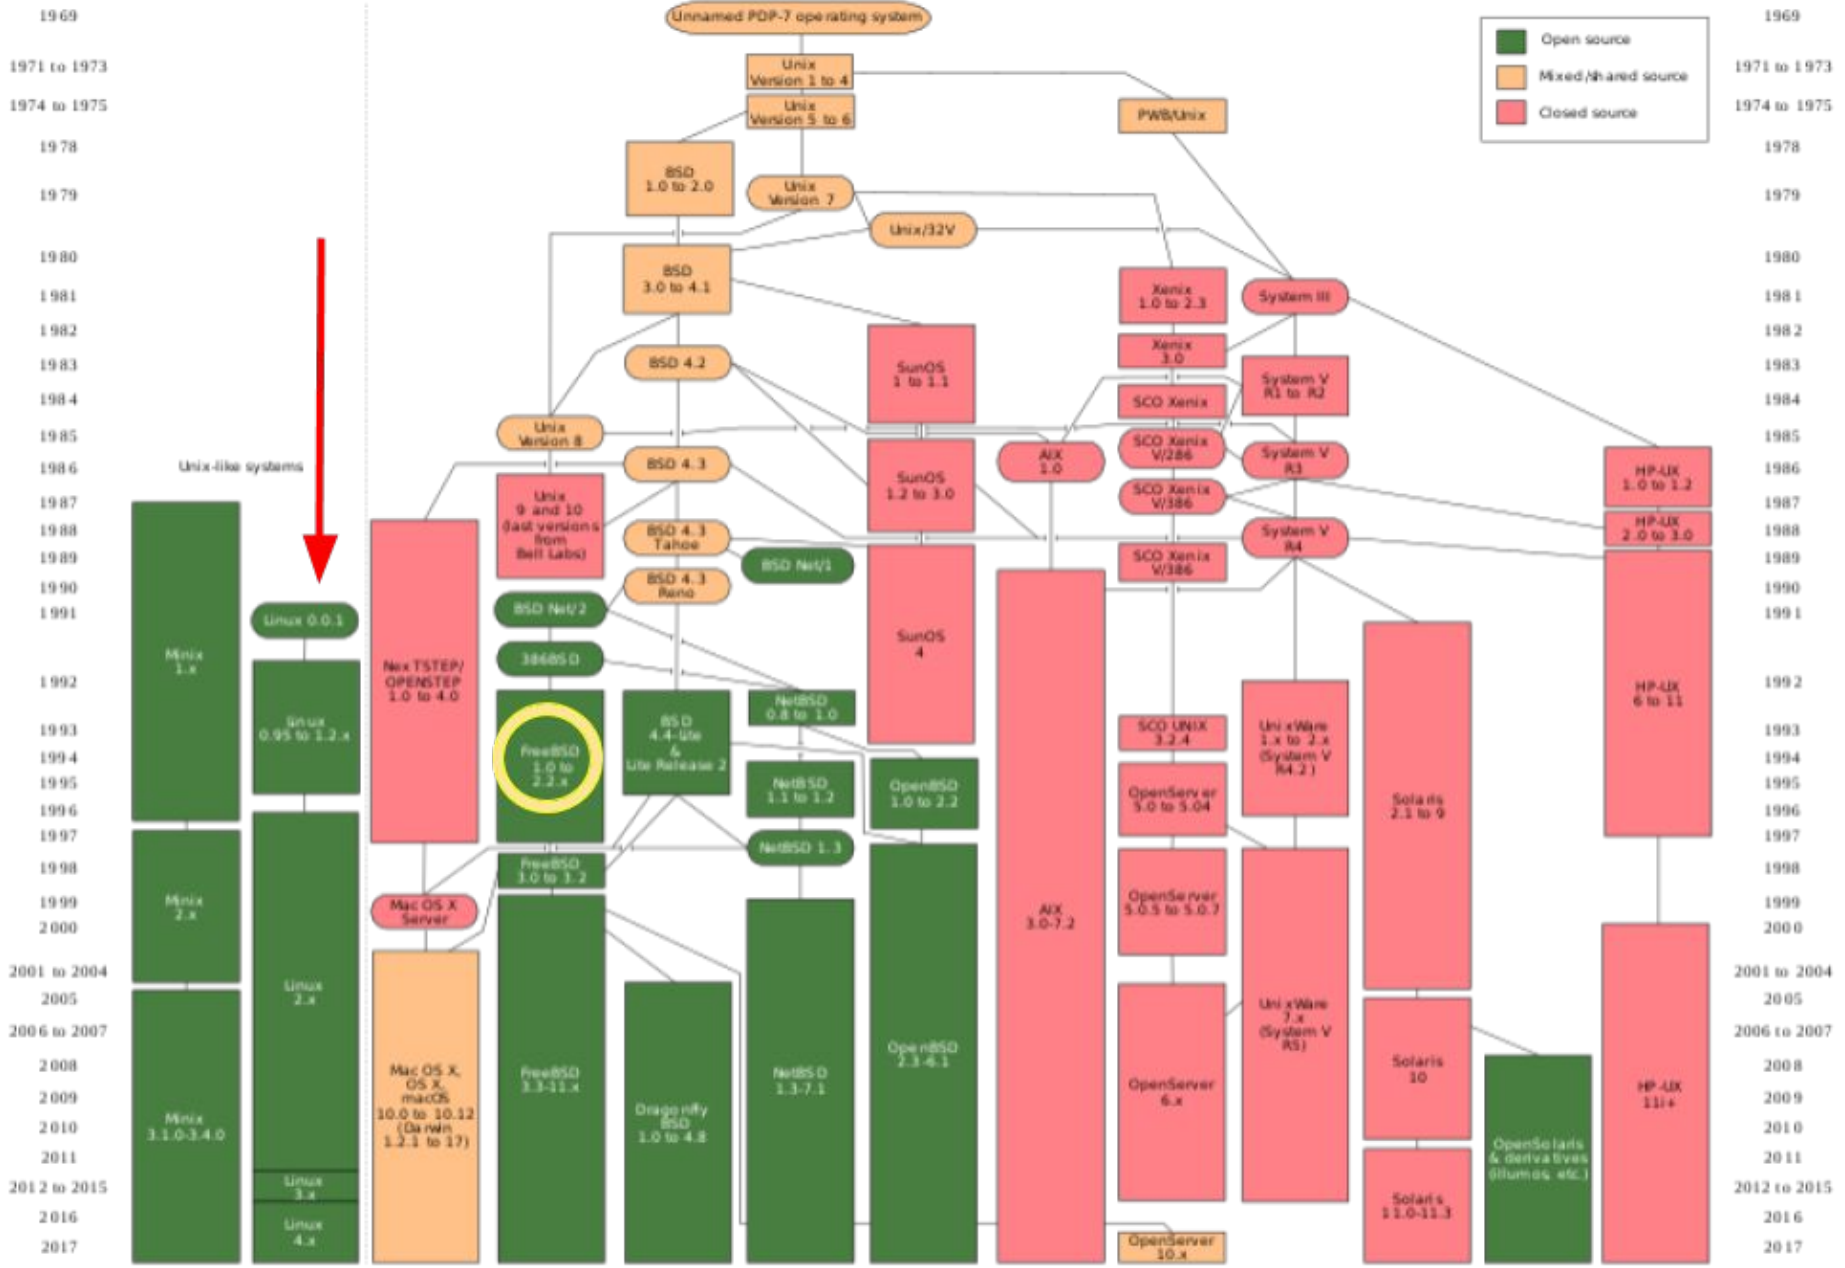 1969
1971 to 1973
1974 to 1975
1978
1979
1980
1981
1982
1983
1984
1985
1986
1987
1988
1989
1990
1991
1992
1993
1994
1995
1996
1997
1998
1999
2000
2001 to 2004
2005
2006 to 2007
2008
2009
2010
2011
2012 to 2015
2016
2017
Unix-like systems
Minix
1.x
Minix
2.x
Minix
3.1.0-3.4.0
Linux 0.0.1
Linux
0.95 to 1.2.x
Linux
2.x
Linux
3.x
Linux
4.x
NexTSTEP/
OPENSTEP
1.0 to 4.0
Mac OS X
Server
Mac OS X,
OS X,
macOS
10.0 to 10.12
(Darwin
1.2.1 to 17)
Unnamed PDP-7 operating system
Unix
Version 1 to 4
Unix
Version 5 to 6
BSD
1.0 to 2.0
Unix
Version 7
Unix/32V
BSD
3.0 to 4.1
BSD 4.2
Unix
Version 8
BSD 4.3
Unix
9 and 10
(last versions
from
Bell Labs)
BSD 4.3
Tahoe
BSD Net/1
BSD 4.3
Reno
BSD Net/2
386BSD
FreeBSD
1.0 to
2.2.x
BSD
4.4-Lite
&
Lite Release 2
NetBSD
0.8 to 1.0
NetBSD
1.1 to 1.2
NetBSD 1.3
OpenBSD
1.0 to 2.2
FreeBSD
3.0 to 3.2
FreeBSD
3.3-11.x
Dragonfly
BSD
1.0 to 4.8
NetBSD
1.3-7.1
OpenBSD
2.3-6.1
SunOS
1 to 1.1
SunOS
1.2 to 3.0
SunOS
4
AIX
1.0
AIX
3.0-7.2
PWB/Unix
Xenix
1.0 to 2.3
Xenix
3.0
SCO Xenix
SCO Xenix
V/286
SCO Xenix
V/386
SCO Xenix
V/386
SCO UNIX
3.2.4
OpenServer
5.0 to 5.04
OpenServer
5.0.5 to 5.0.7
OpenServer
6.x
OpenServer
10.x
System III
System V
R1 to R2
System V
R3
System V
R4
UnixWare
1.x to 2.x
(System V
R4.2)
UnixWare
7.x
(System V
R5)
Solaris
2.1 to 9
Solaris
10
Solaris
11.0-11.3
OpenSolaris
& derivatives
(illumos, etc.)
HP-UX
1.0 to 1.2
HP-UX
2.0 to 3.0
HP-UX
6 to 11
HP-UX
11i+
Open source
Mixed/shared source
Closed source
1969
1971 to 1973
1974 to 1975
1978
1979
1980
1981
1982
1983
1984
1985
1986
1987
1988
1989
1990
1991
1992
1993
1994
1995
1996
1997
1998
1999
2000
2001 to 2004
2005
2006 to 2007
2008
2009
2010
2011
2012 to 2015
2016
2017